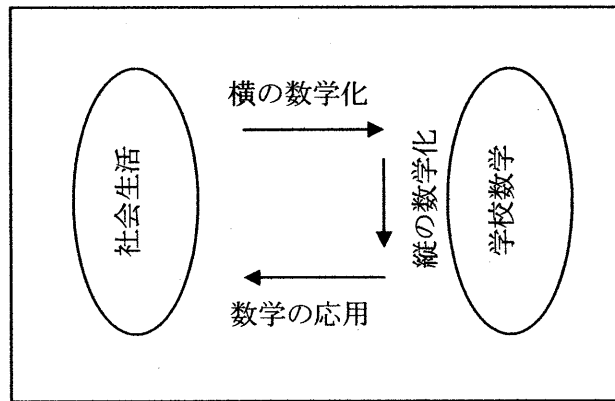 横の数学化
社会生活
縦の数学化
学校数学
数学の応用